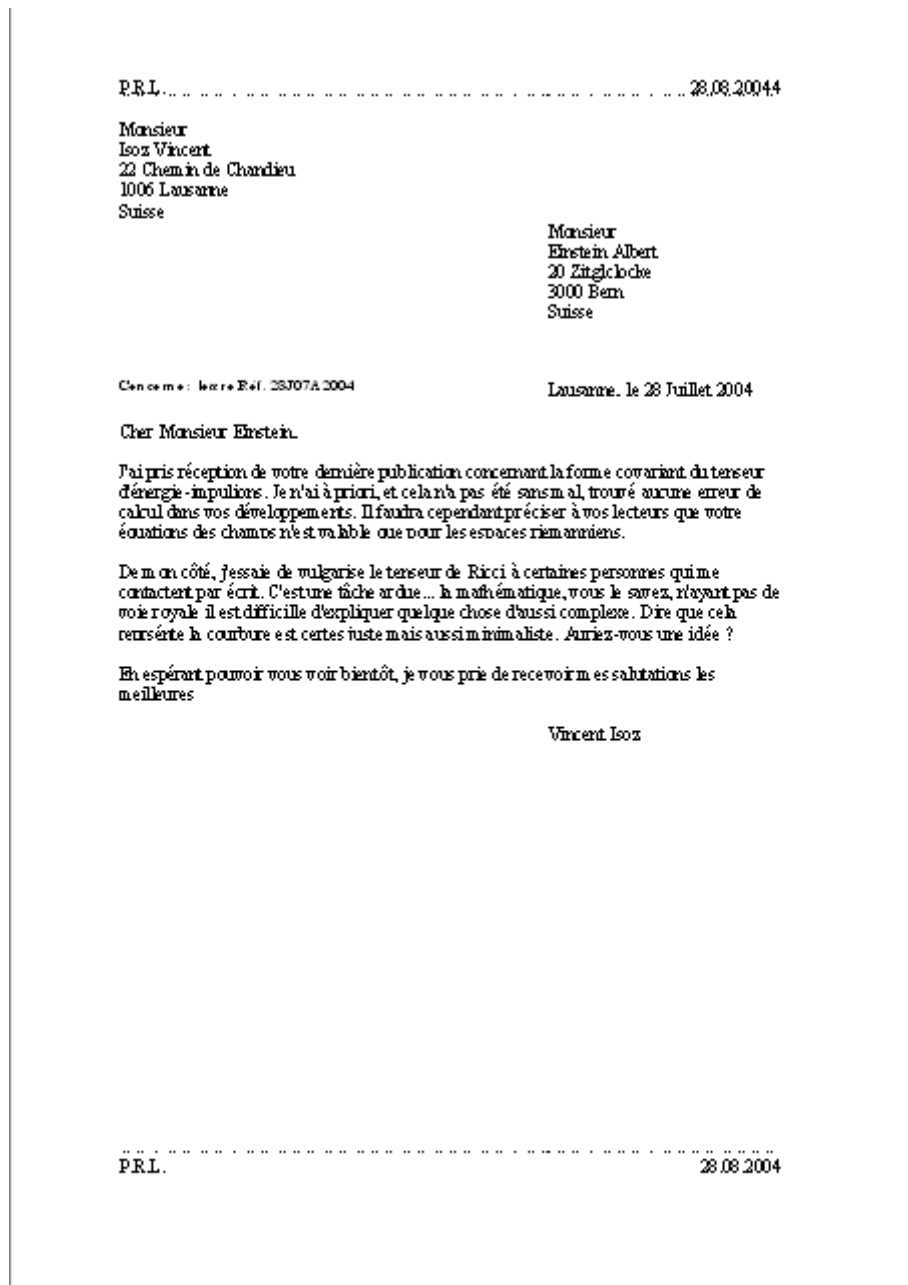 P.R.L. 28.08.20044
Monsieur
Isoz Vincent
22 Chemin de Chandieu
1006 Lausanne
Suisse
Monsieur
Einstein Albert
20 Zitglclocke
3000 Bern
Suisse
Concerne : lettre Réf. 28J07A2004
Lausanne, le 28 Juillet 2004
Cher Monsieur Einstein,
J'ai pris réception de votre dernière publication concernant la forme covariant du tenseur
d'énergie-impulions. Je n'ai à priori, et cela n'a pas été sans mal, trouvé aucune erreur de
calcul dans vos développements. Il faudra cependant préciser à vos lecteurs que votre
équations des champs n'est valable que pour les espaces riemanniens.
De mon côté, j'essaie de vulgarise le tenseur de Ricci à certaines personnes qui me
contactent par écrit. C'est une tâche ardue... la mathématique, vous le savez, n'ayant pas de
voie royale il est difficille d'expliquer quelque chose d'aussi complexe. Dire que cela
retrsérte la courbure est certes juste mais aussi minimaliste. Auriez-vous une idée ?
En espérant pouvoir vous voir bientôt, je vous prie de recevoir mes salutations les
meilleures
Vincent Isoz
P.R.L. 28.08.2004